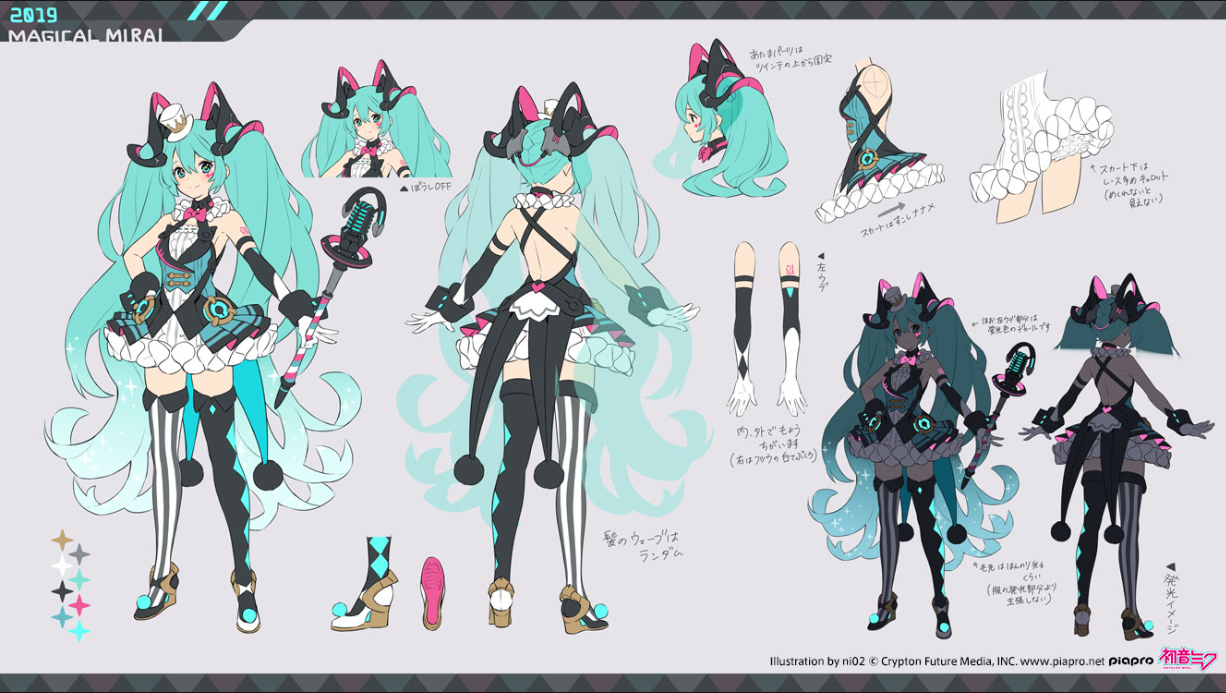 2019
MAGICAL MIRAI
あたまパーツは
ツインテの上から固定
▲ぼうしOFF
スカートはすこしナナメ
スカート下は
レース多めキュロット
(めくれないと
見えない)
◀左ウデ
01
内、外でもよう
ちがいます
(右はフツウの白てぶくろ)
ほお、左ウデ部分は
蛍光色のデカールです
髪のウェーブは
ランダム
毛先はほんのり光る
くらい
(服の発光部分より
主張しない)
◀発光イメージ
Illustration by ni02 © Crypton Future Media, INC. www.piapro.net piapro 初音ミク